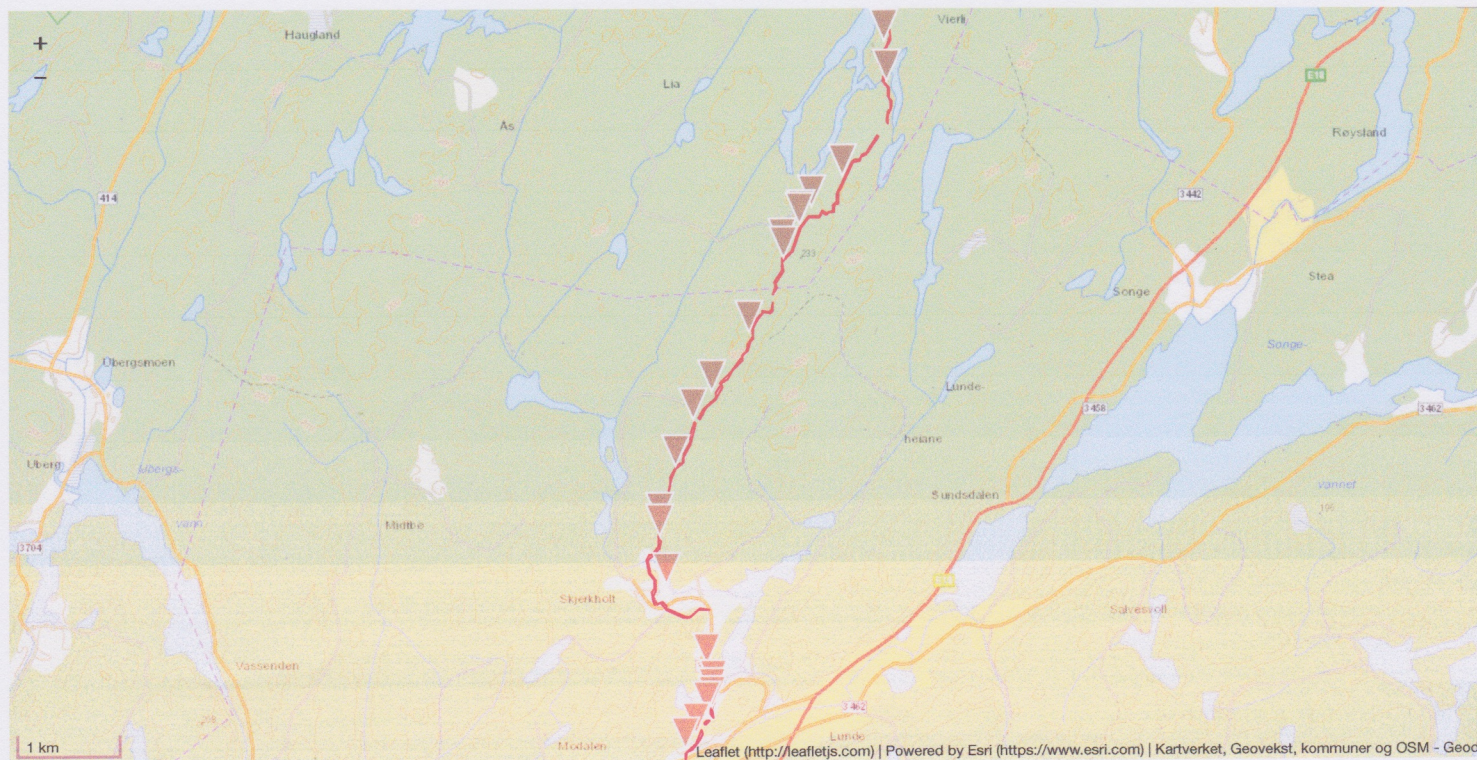 +
−
Haugland
Vierli
E18
Lia
Ås
Røysland
414
3442
233
Stea
Songe
Songe-
Ubergsmoen
Lunde-
3458
3462
heiane
Uberg
Ubergs-
Sundsdalen
vannet
196
vann
Midtbø
3704
Skjerkholt
Salvesvoll
Vassenden
298
3462
Modalen
Lunde
1 km
Leaflet (http://leafletjs.com) | Powered by Esri (https://www.esri.com) | Kartverket, Geovekst, kommuner og OSM - Geod